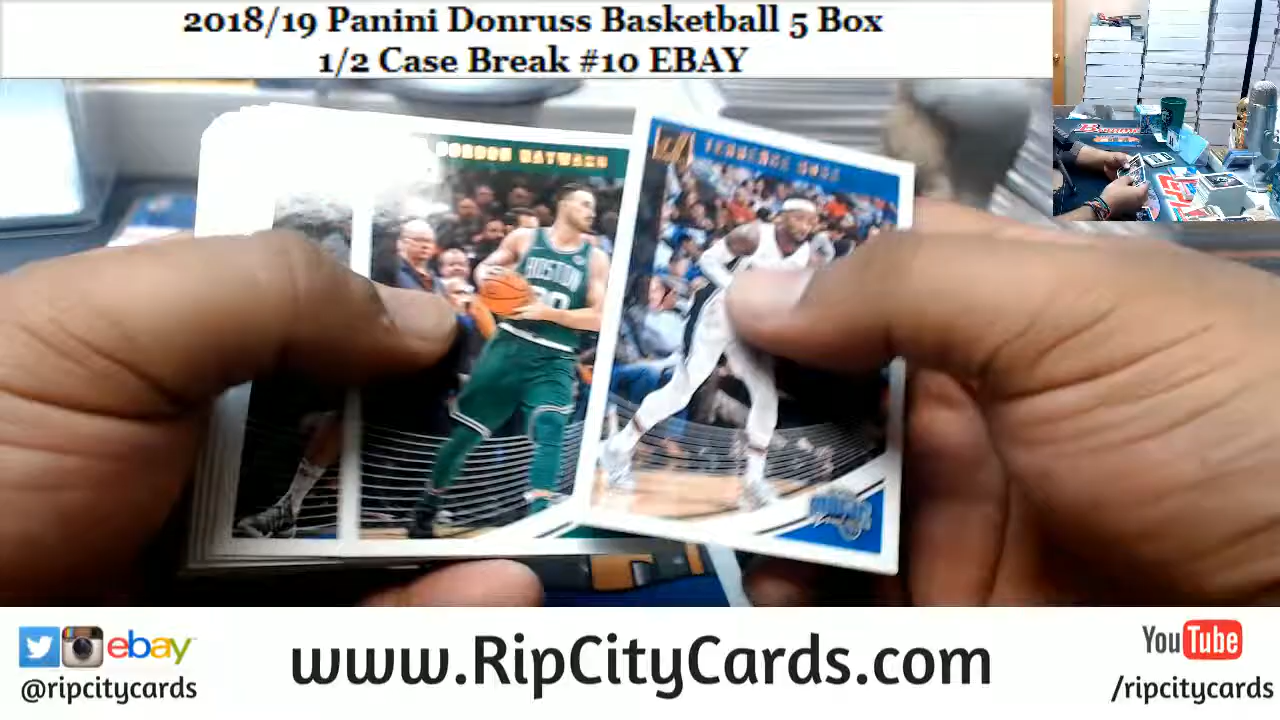 2018/19 Panini Donruss Basketball 5 Box
1/2 Case Break #10 EBAY
GORDON HAYWARD
TERRENCE ROSS
BOSTON
ebay
@ripcitycards
www.RipCityCards.com
YouTube
/ripcitycards